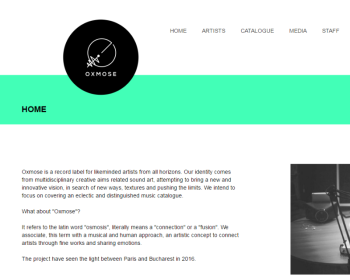 HOME ARTISTS CATALOGUE MEDIA STAFF
OXMOSE
HOME
Oxmose is a record label for likeminded artists from all horizons. Our identity comes
from multidisciplinary creative aims related sound art, attempting to bring a new and
innovative vision, in search of new ways, textures and pushing the limits. We intend to
focus on covering an eclectic and distinguished music catalogue.
What about "Oxmose"?
It refers to the latin word "osmosis", literally means a "connection" or a "fusion". We
associate, this term with a musical and human approach, an artistic concept to connect
artists through fine works and sharing emotions.
The project have seen the light between Paris and Bucharest in 2016.